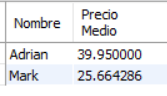 Nombre Precio Medio
Adrian 39.950000
Mark 25.664286